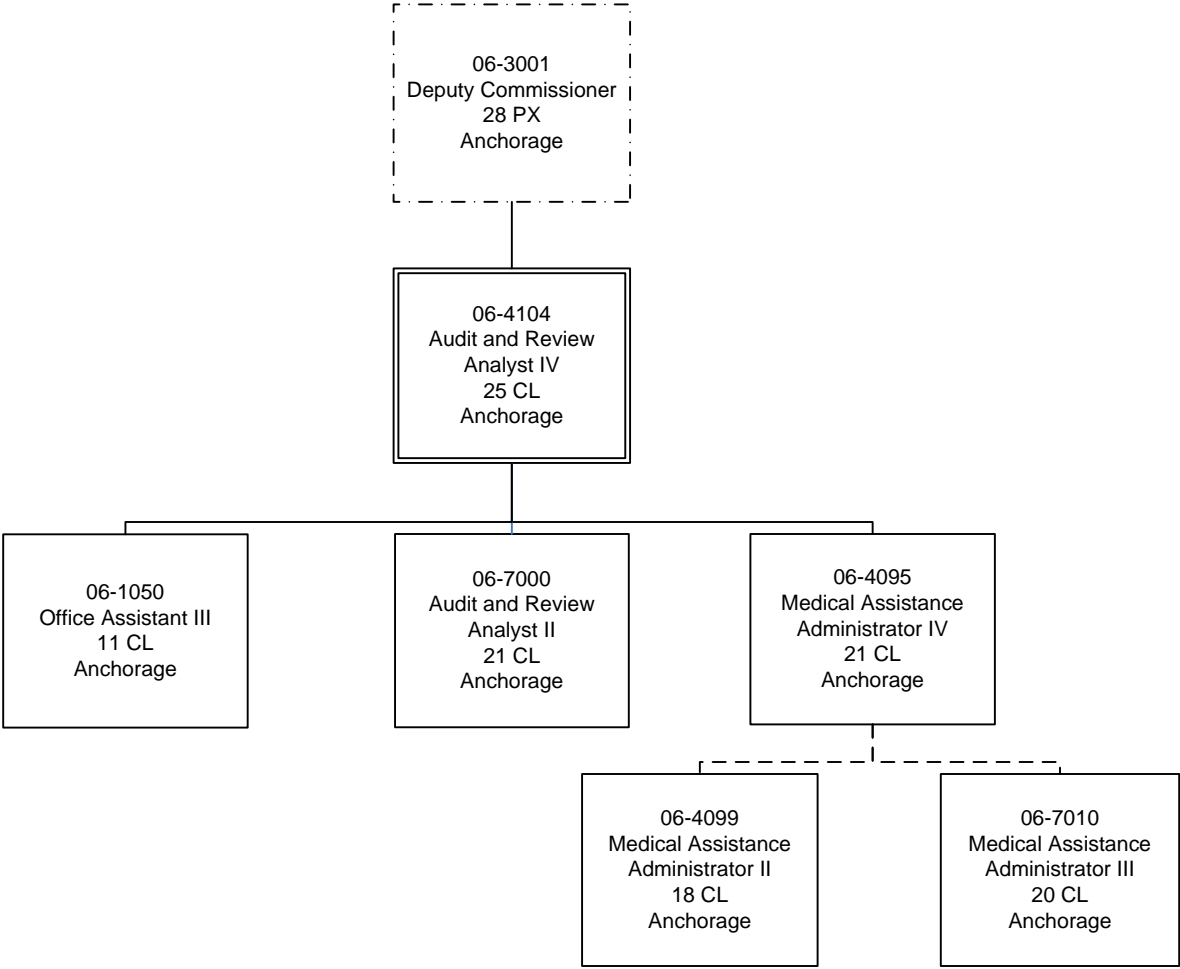 06-3001
Deputy Commissioner
28 PX
Anchorage
06-4104
Audit and Review
Analyst IV
25 CL
Anchorage
06-1050
Office Assistant III
11 CL
Anchorage
06-7000
Audit and Review
Analyst II
21 CL
Anchorage
06-4095
Medical Assistance
Administrator IV
21 CL
Anchorage
06-4099
Medical Assistance
Administrator II
18 CL
Anchorage
06-7010
Medical Assistance
Administrator III
20 CL
Anchorage